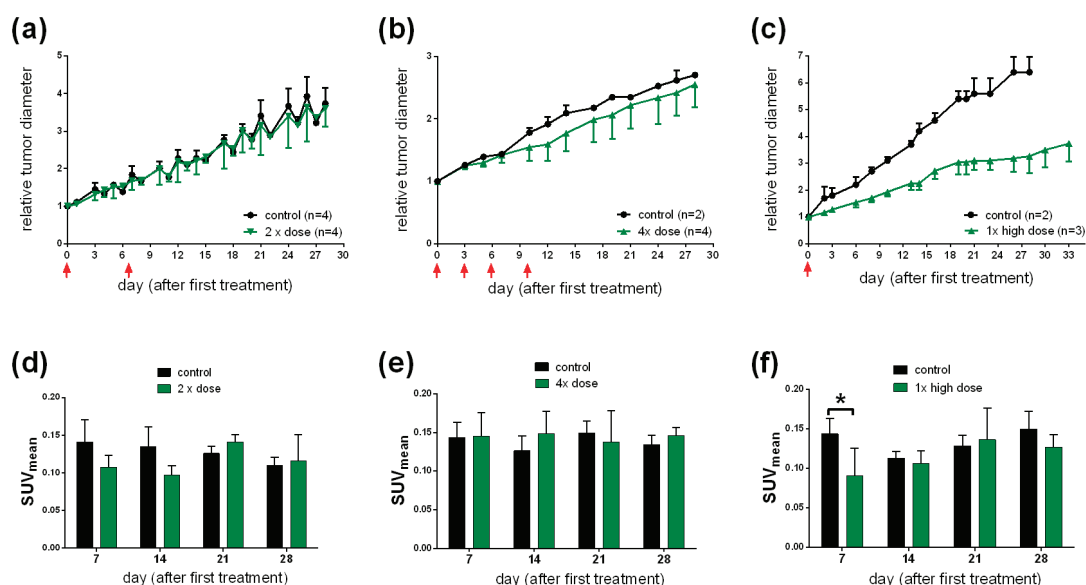 (a)
relative tumor diameter
5
4
3
2
1
0
control (n=4)
2 x dose (n=4)
0 3 6 9 12 15 18 21 24 27 30
day (after first treatment)
(b)
relative tumor diameter
3
2
1
0
control (n=2)
4x dose (n=4)
0 3 6 9 12 15 18 21 24 27 30
day (after first treatment)
(c)
relative tumor diameter
7
6
5
4
3
2
1
0
control (n=2)
1x high dose (n=3)
0 3 6 9 12 15 18 21 24 27 30 33
day (after first treatment)
(d)
control
2 x dose
SUVmean
0.20
0.15
0.10
0.05
0.00
7 14 21 28
day (after first treatment)
(e)
control
4x dose
SUVmean
0.20
0.15
0.10
0.05
0.00
7 14 21 28
day (after first treatment)
(f)
control
1x high dose
SUVmean
0.20
0.15
0.10
0.05
0.00
*
7 14 21 28
day (after first treatment)